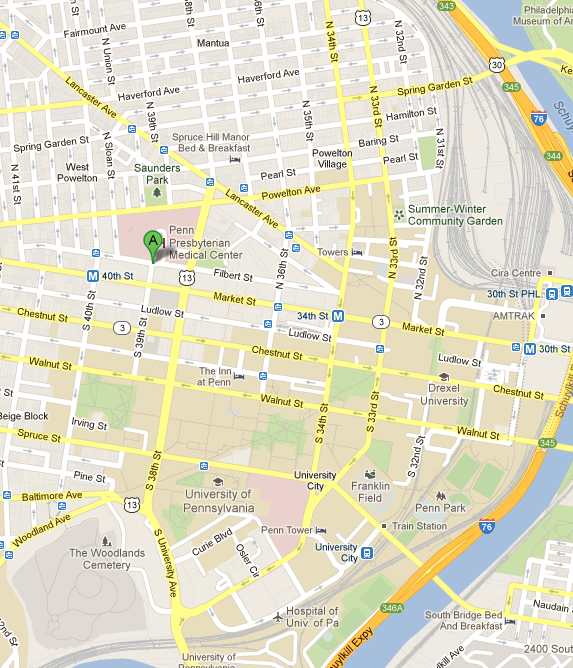 13
343
Philadelphia
Museum of A
Fairmount Ave
Mantua
N Union St
N 34th St
N 32nd St
30
Lancaster Ave
Haverford Ave
Haverford Ave
Spring Garden St
345
N 39th St
N 35th St
N 33rd St
Hamilton St
76
Spring Garden St
Spruce Hill Manor
Bed & Breakfast
Baring St
N 31st St
344
N 41st St
West
Powelton
N Sloan St
Saunders
Park
Pearl St
Powelton
Village
Pearl St
Powelton Ave
Lancaster Ave
Summer-Winter
Community Garden
A
Penn
Presbyterian
Medical Center
Towers
N 33rd St
N 32nd St
M 40th St
13
Filbert St
N 36th St
Cira Centre
30th St PHL
Market St
34th St M
AMTRAK
S 40th St
Chestnut St
3
S 39th St
Ludlow St
Ludlow St
3
Market St
M 30th St
Chestnut St
Ludlow St
Walnut St
The Inn
at Penn
Drexel
University
Chestnut St
Walnut St
Beige Block
Irving St
S 34th St
S 33rd St
Walnut St
345
Spruce St
S 38th St
S 32nd St
Pine St
University
City
Baltimore Ave
13
University of
Pennsylvania
Franklin
Field
Penn Park
Woodland Ave
Curie Blvd
Penn Tower
Train Station
76
The Woodlands
Cemetery
S University Ave
Osler Cir
University
City
Hospital of
Univ. of Pa
346A
South Bridge Bed
And Breakfast
Naudain
2400 Sou
uylkill Expy
University of
Pennsylvania